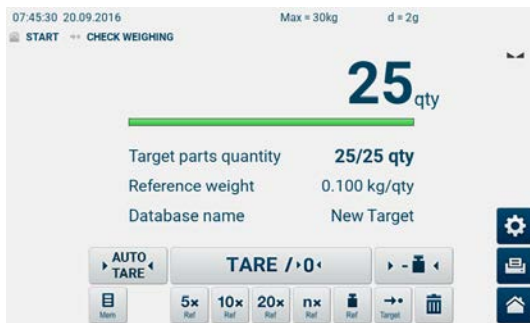 07:45:30 20.09.2016 Max = 30kg d = 2g
START CHECK WEIGHING
25 qty
Target parts quantity 25/25 qty
Reference weight 0.100 kg/qty
Database name New Target
AUTO TARE TARE / 0 -
Mem 5x Ref 10x Ref 20x Ref nx Ref Ref Target